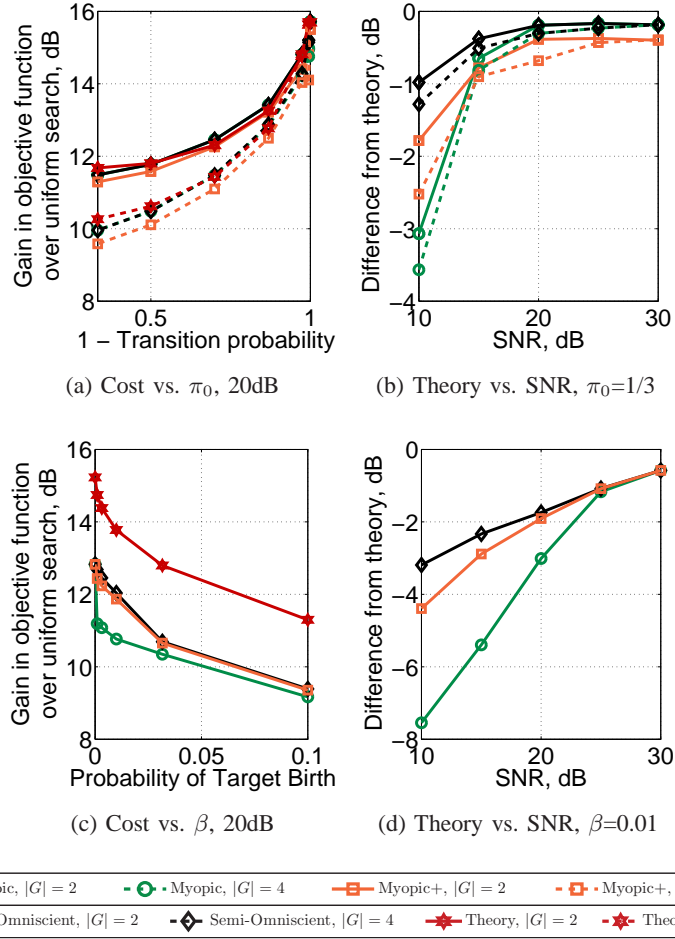 Gain in objective function
over uniform search, dB
16
14
12
10
8
0.5
1
1 − Transition probability
(a) Cost vs. π₀, 20dB
Difference from theory, dB
0
−1
−2
−3
−4
10
20
30
SNR, dB
(b) Theory vs. SNR, π₀=1/3
Gain in objective function
over uniform search, dB
16
14
12
10
8
0
0.05
0.1
Probability of Target Birth
(c) Cost vs. β, 20dB
Difference from theory, dB
0
−2
−4
−6
−8
10
20
30
SNR, dB
(d) Theory vs. SNR, β=0.01
pic, |G| = 2 Myopic, |G| = 4 Myopic+, |G| = 2 Myopic+,
Omniscient, |G| = 2 Semi-Omniscient, |G| = 4 Theory, |G| = 2 Theo